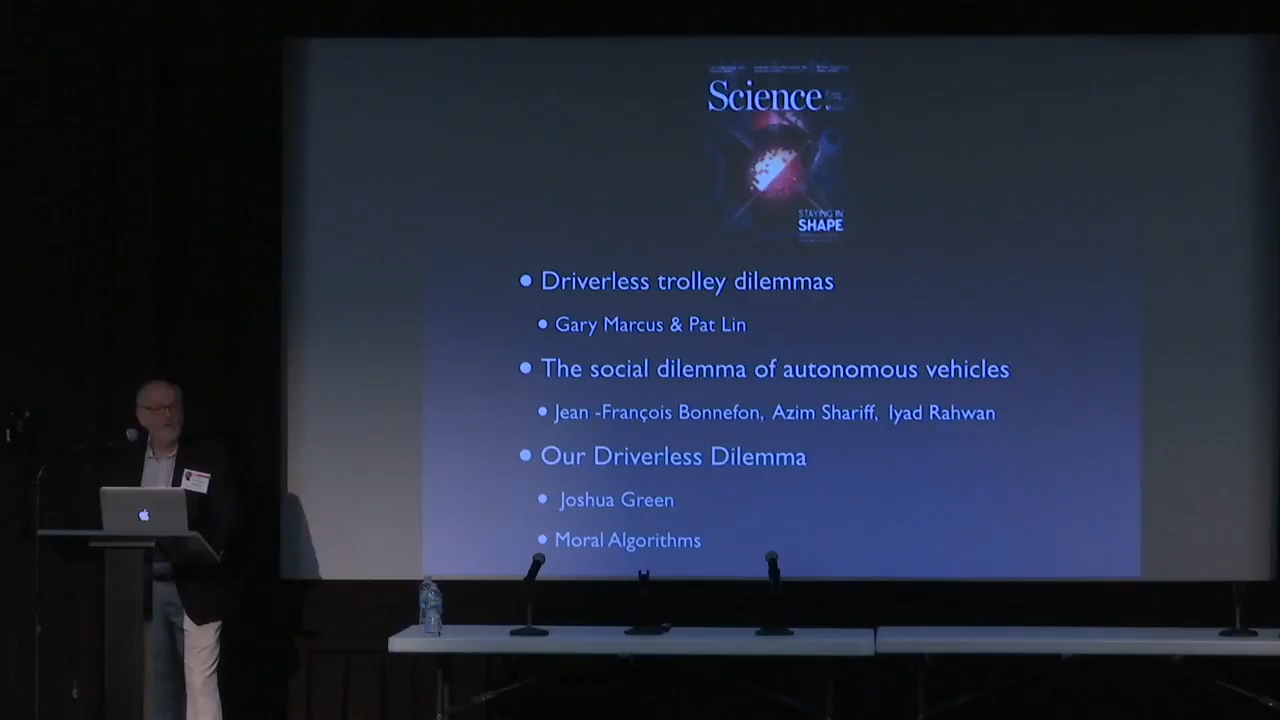 Science
STAYING IN
SHAPE
Driverless trolley dilemmas
Gary Marcus & Pat Lin
The social dilemma of autonomous vehicles
Jean -François Bonnefon, Azim Shariff, Iyad Rahwan
Our Driverless Dilemma
Joshua Green
Moral Algorithms